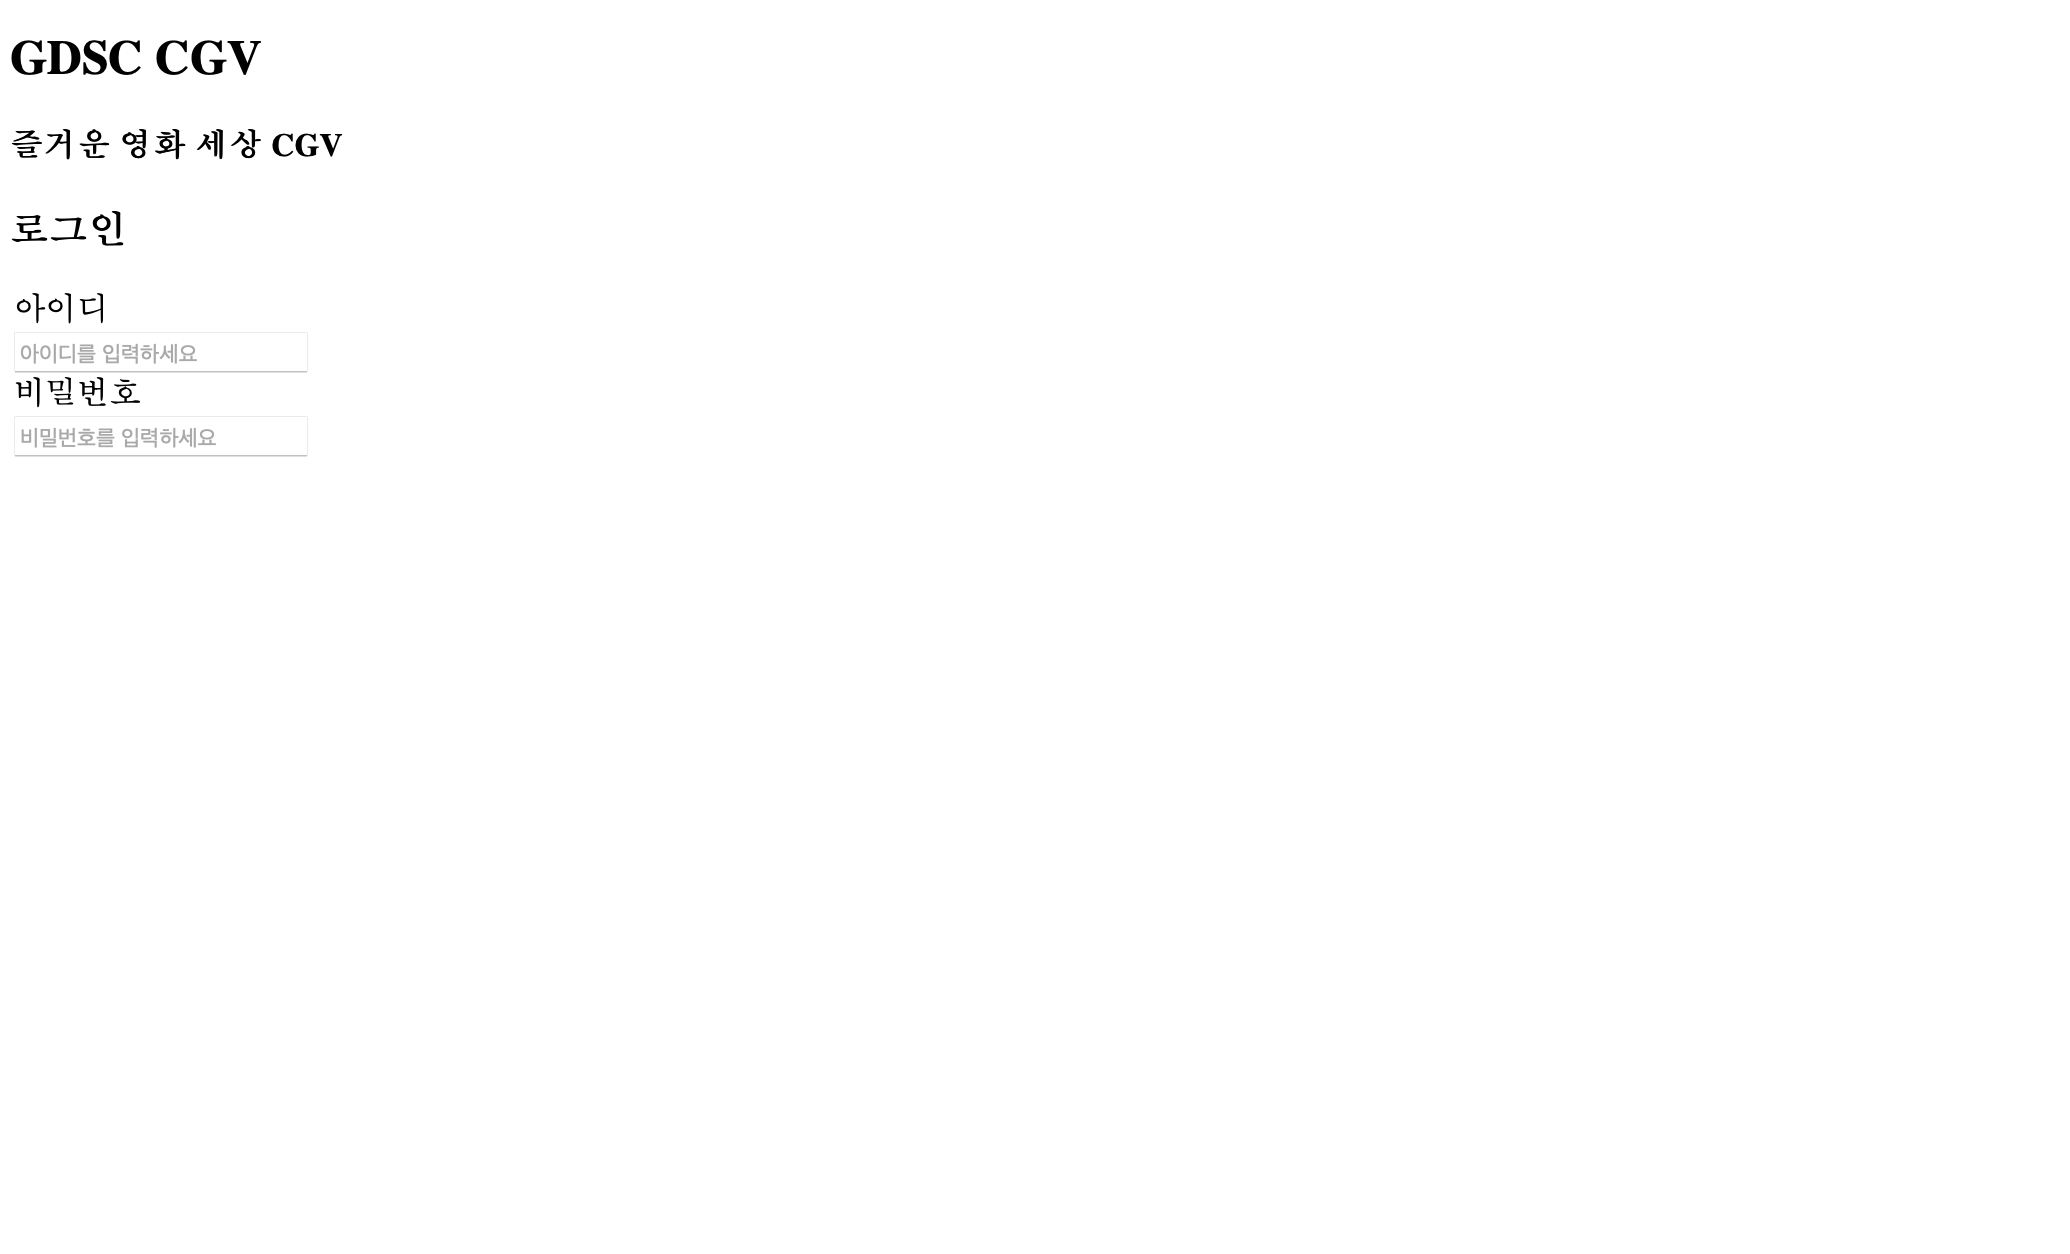 GDSC CGV
즐거운 영화 세상 CGV
로그인
아이디
아이디를 입력하세요
비밀번호
비밀번호를 입력하세요